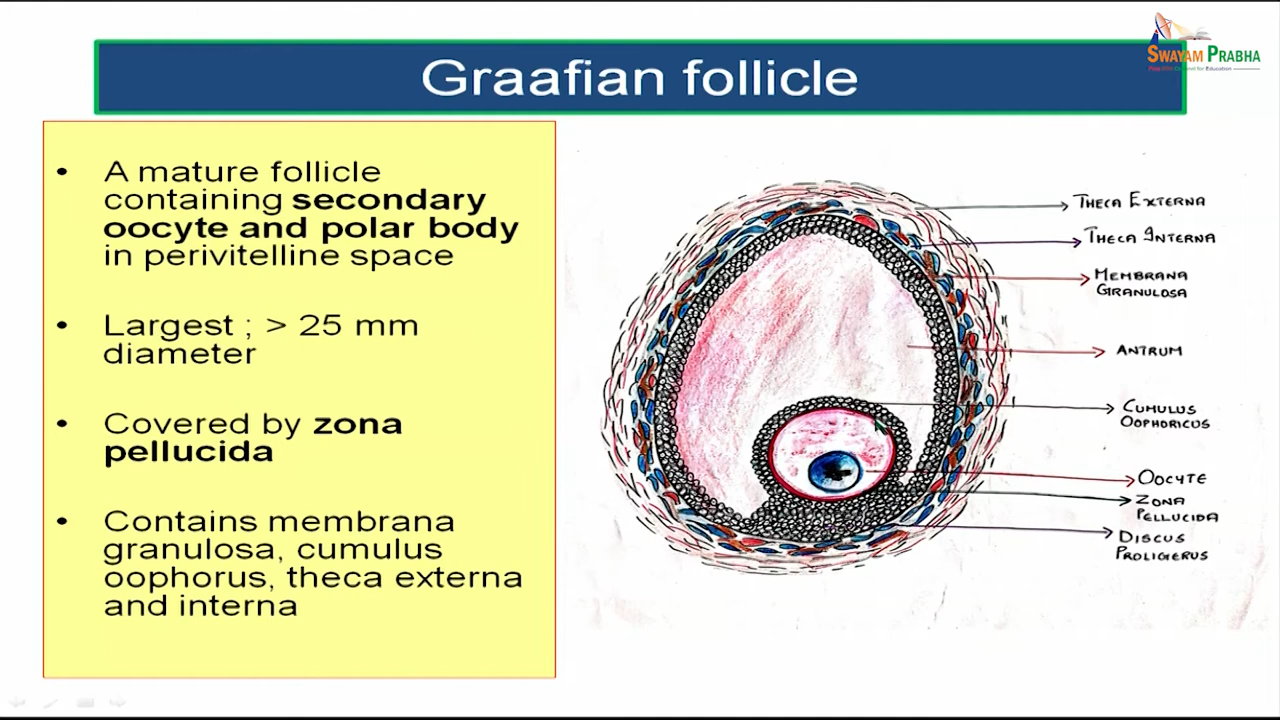 SWAYAM PRABHA
Graafian follicle
• A mature follicle
containing secondary
oocyte and polar body
in perivitelline space
• Largest ; > 25 mm
diameter
• Covered by zona
pellucida
• Contains membrana
granulosa, cumulus
oophorus, theca externa
and interna
THECA EXTERNA
THECA INTERNA
MEMBRANA
GRANULOSA
ANTRUM
CUMULUS
OOPHORICUS
OOCYTE
ZONA
PELLUCIDA
DISCUS
PROLIGERUS